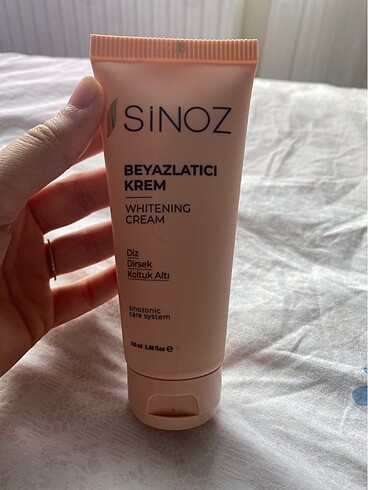 SiNOZ
BEYAZLATICI
KREM
WHITENING
CREAM
Diz
Dirsek
Koltuk Altı
sinozonic
care system
100 ml 3,38 fl.oz ℮